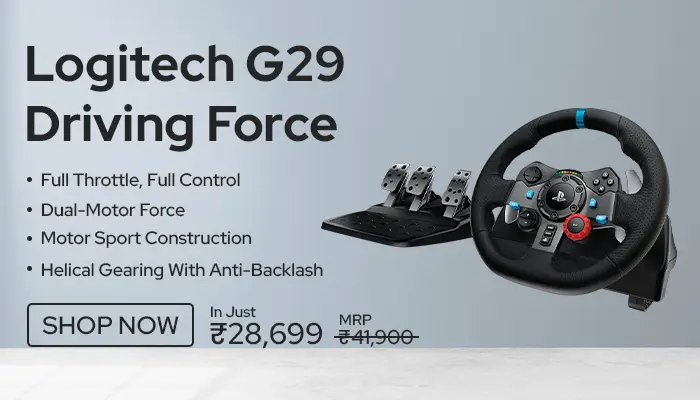 Logitech G29
Driving Force
• Full Throttle, Full Control
• Dual-Motor Force
• Motor Sport Construction
• Helical Gearing With Anti-Backlash
SHOP NOW
In Just
₹28,699
MRP
₹41,900